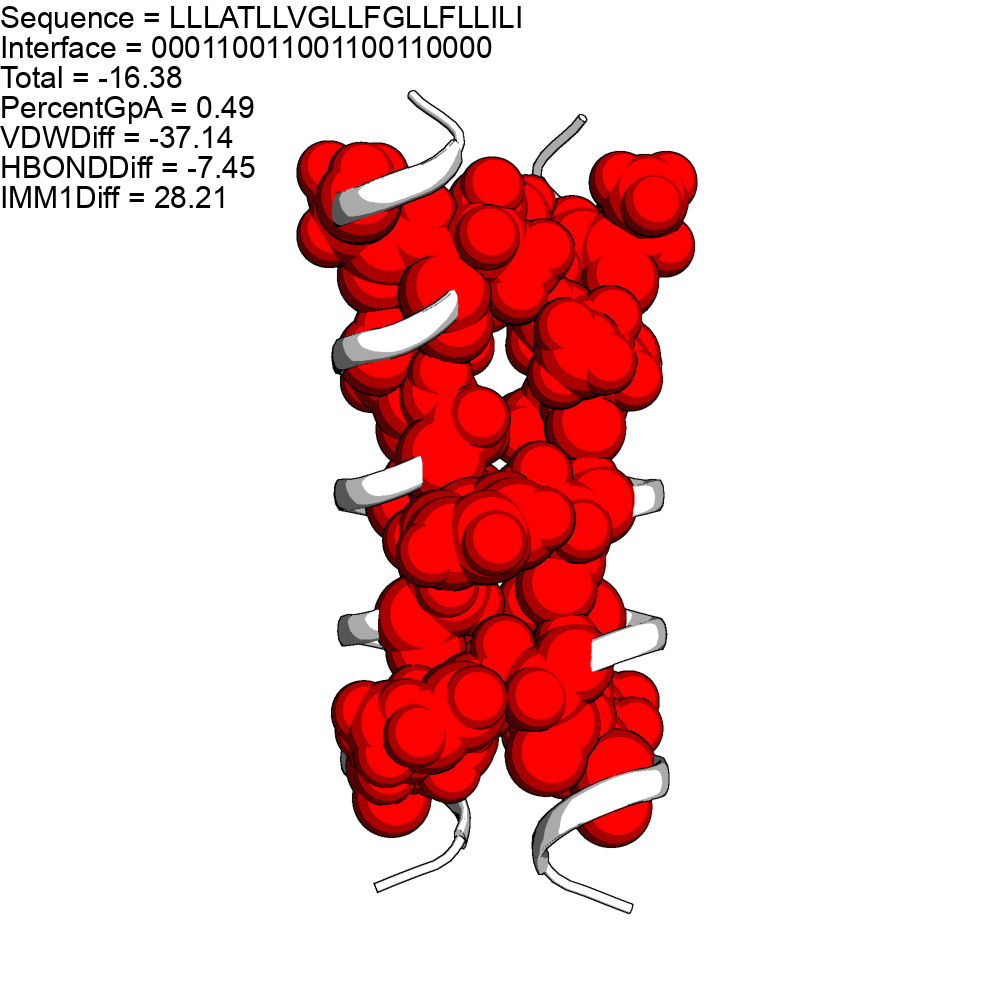 Sequence = LLLATLLVGLLFGLLFLLILI
Interface = 000110011001100110000
Total = -16.38
PercentGpA = 0.49
VDWDiff = -37.14
HBONDDiff = -7.45
IMM1Diff = 28.21